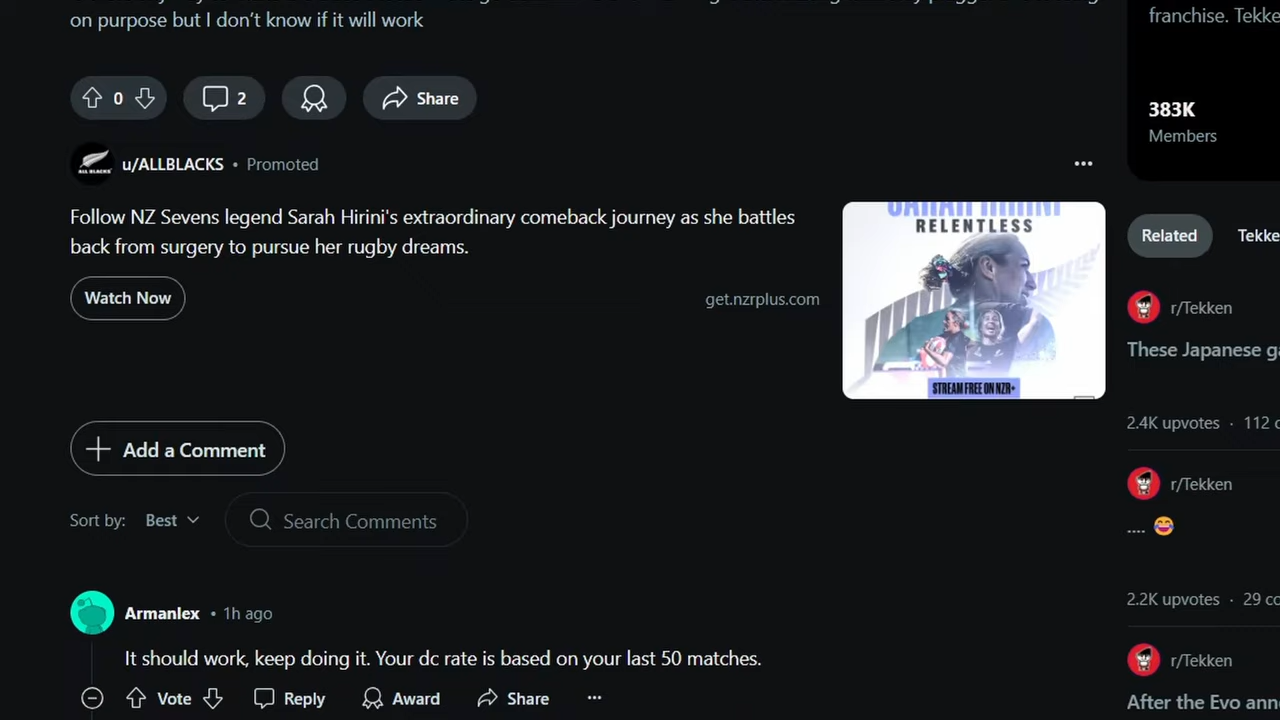 on purpose but I don't know if it will work
0
2
Share
u/ALLBLACKS • Promoted
Follow NZ Sevens legend Sarah Hirini's extraordinary comeback journey as she battles
back from surgery to pursue her rugby dreams.
Watch Now
get.nzrplus.com
SARAH HIRINI
RELENTLESS
STREAM FREE ON NZR+
Add a Comment
Sort by: Best
Search Comments
Armanlex • 1h ago
It should work, keep doing it. Your dc rate is based on your last 50 matches.
Vote
Reply
Award
Share
franchise. Tekke
383K
Members
Related
Tekke
r/Tekken
These Japanese ga
2.4K upvotes · 112 c
r/Tekken
.... 😂
2.2K upvotes · 29 co
r/Tekken
After the Evo ann